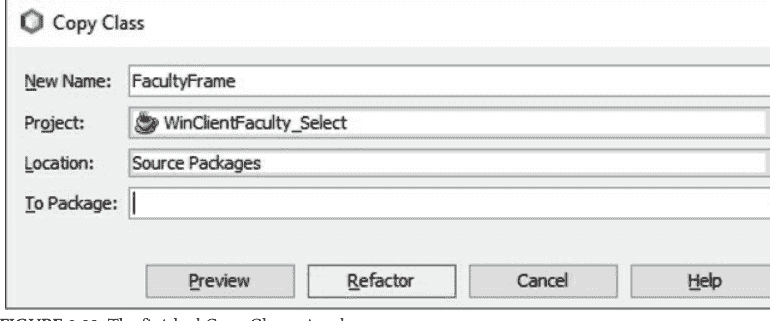 Copy Class
New Name: FacultyFrame
Project: WinClientFaculty_Select
Location: Source Packages
To Package:
Preview Refactor Cancel Help